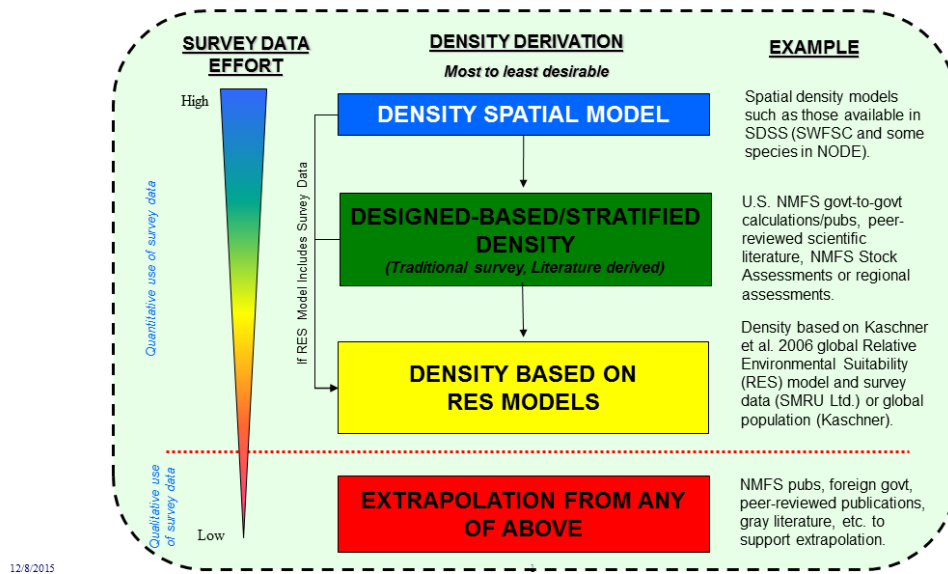 SURVEY DATA
EFFORT
DENSITY DERIVATION
Most to least desirable
EXAMPLE
High
Low
Quantitative use of survey data
Qualitative use
of survey data
If RES Model Includes Survey Data
DENSITY SPATIAL MODEL
Spatial density models
such as those available in
SDSS (SWFSC and some
species in NODE).
DESIGNED-BASED/STRATIFIED
DENSITY
(Traditional survey, Literature derived)
U.S. NMFS govt-to-govt
calculations/pubs, peer-
reviewed scientific
literature, NMFS Stock
Assessments or regional
assessments.
DENSITY BASED ON
RES MODELS
Density based on Kaschner
et al. 2006 global Relative
Environmental Suitability
(RES) model and survey
data (SMRU Ltd.) or global
population (Kaschner).
EXTRAPOLATION FROM ANY
OF ABOVE
NMFS pubs, foreign govt,
peer-reviewed publications,
gray literature, etc. to
support extrapolation.
12/8/2015